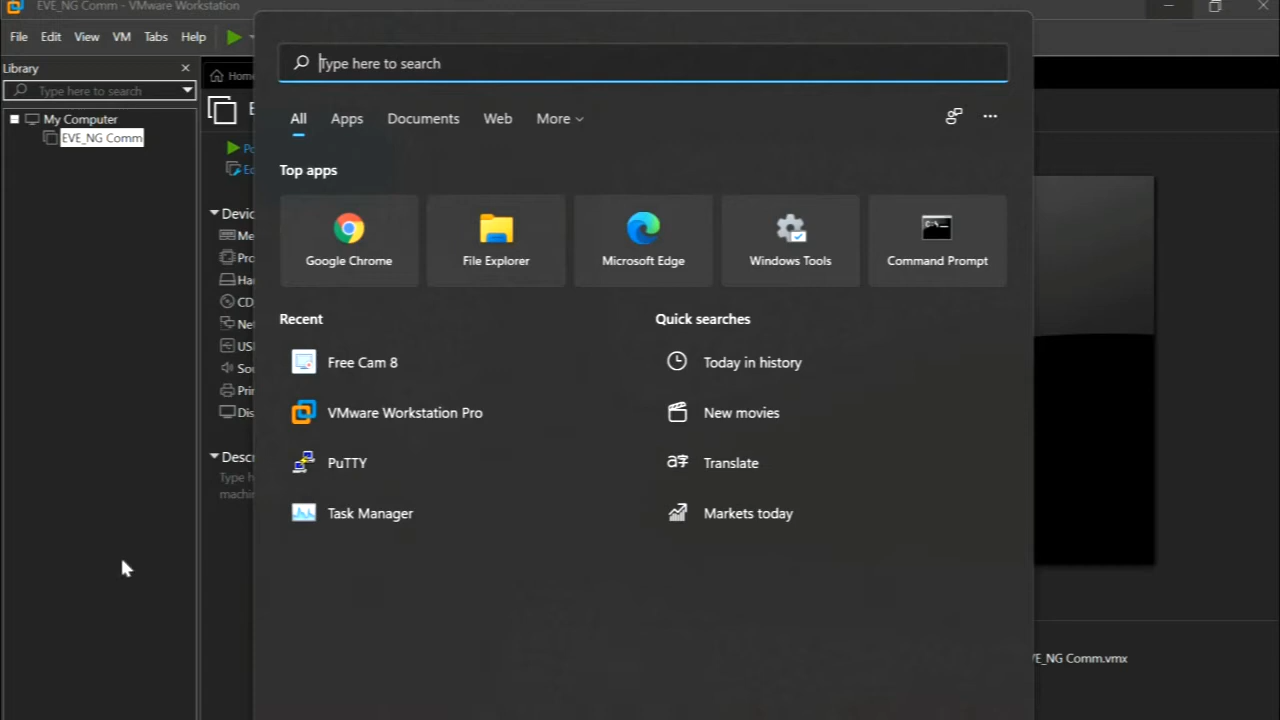 EVE_NG Comm - VMware Workstation
File Edit View VM Tabs Help
Library
Type here to search
My Computer
EVE_NG Comm
Type here to search
All Apps Documents Web More
Top apps
Google Chrome File Explorer Microsoft Edge Windows Tools Command Prompt
Recent
Free Cam 8
VMware Workstation Pro
PuTTY
Task Manager
Quick searches
Today in history
New movies
Translate
Markets today
Type h
machin
E_NG Comm.vmx